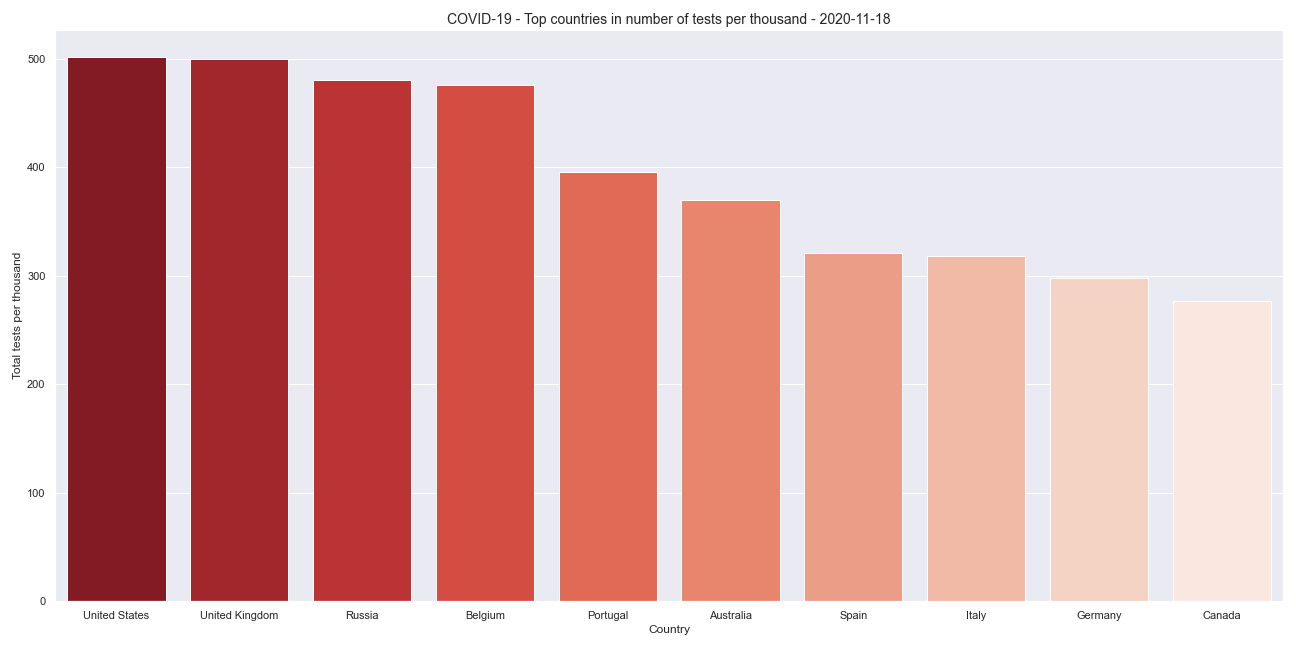 COVID-19 - Top countries in number of tests per thousand - 2020-11-18
Total tests per thousand
500
400
300
200
100
0
United States
United Kingdom
Russia
Belgium
Portugal
Australia
Spain
Italy
Germany
Canada
Country